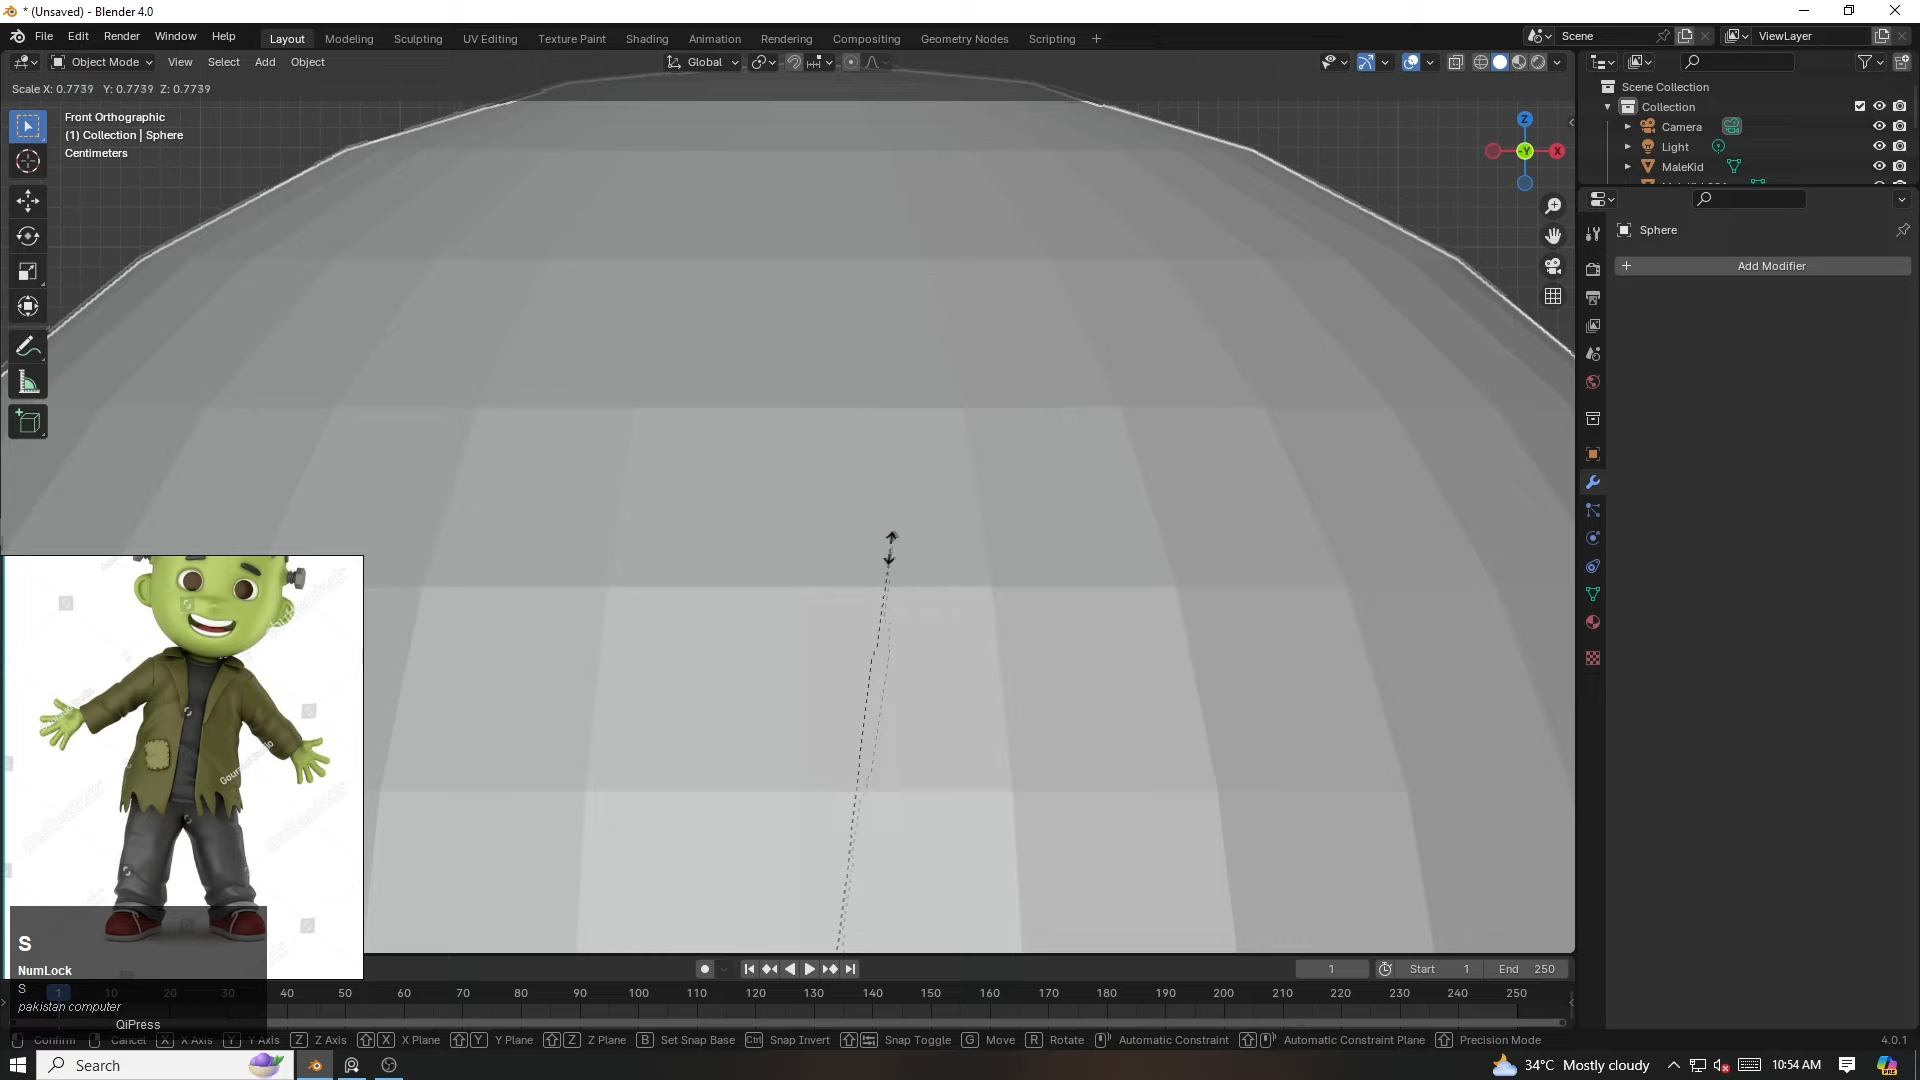 * (Unsaved) - Blender 4.0
File Edit Render Window Help
Layout Modeling Sculpting UV Editing Texture Paint Shading Animation Rendering Compositing Geometry Nodes Scripting +
Scene
ViewLayer
Object Mode View Select Add Object
Global
Scale X: 0.7739 Y: 0.7739 Z: 0.7739
Front Orthographic
(1) Collection | Sphere
Centimeters
Z
-Y
X
Scene Collection
Collection
Camera
Light
MaleKid
Sphere
+ Add Modifier
S
NumLock
S
pakistan computer
QiPress
1
Start 1
End 250
1 10 20 30 40 50 60 70 80 90 100 110 120 130 140 150 160 170 180 190 200 210 220 230 240 250
Confirm Cancel X X Axis Y Y Axis Z Z Axis X X Plane Y Y Plane Z Z Plane B Set Snap Base Ctrl Snap Invert Snap Toggle G Move R Rotate Automatic Constraint Automatic Constraint Plane Precision Mode
4.0.1
Search
34°C Mostly cloudy
10:54 AM